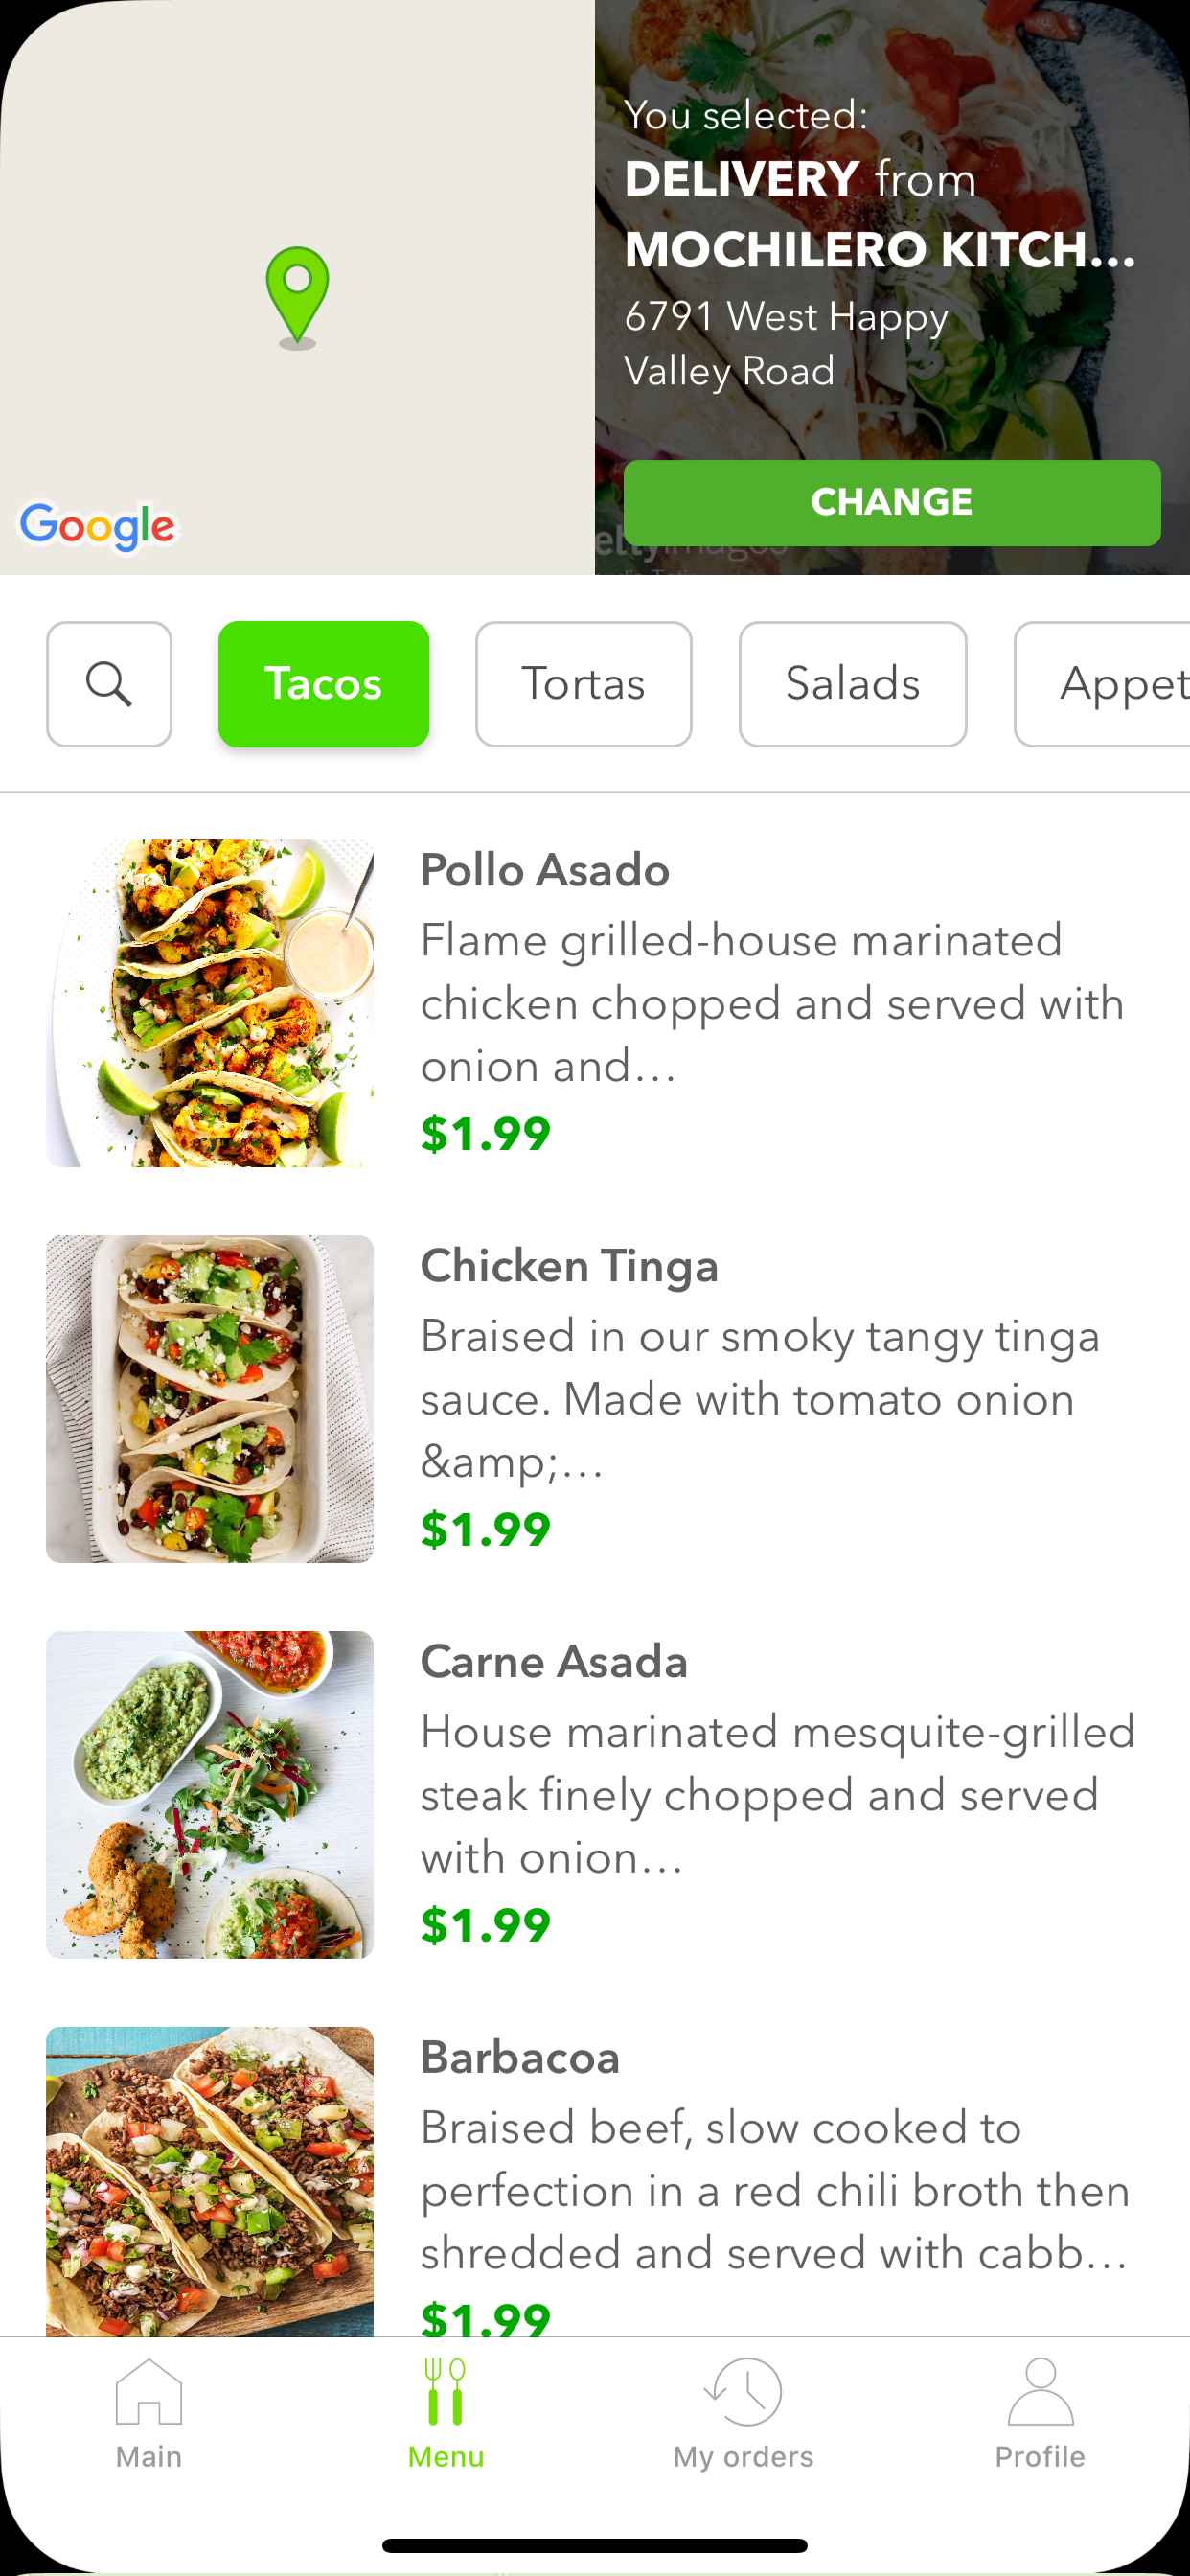 You selected:
DELIVERY from
MOCHILERO KITCH...
6791 West Happy
Valley Road
CHANGE
Google
Tacos
Tortas
Salads
Appet
Pollo Asado
Flame grilled-house marinated
chicken chopped and served with
onion and...
$1.99
Chicken Tinga
Braised in our smoky tangy tinga
sauce. Made with tomato onion
&amp;...
$1.99
Carne Asada
House marinated mesquite-grilled
steak finely chopped and served
with onion...
$1.99
Barbacoa
Braised beef, slow cooked to
perfection in a red chili broth then
shredded and served with cabb...
$1.99
Main
Menu
My orders
Profile